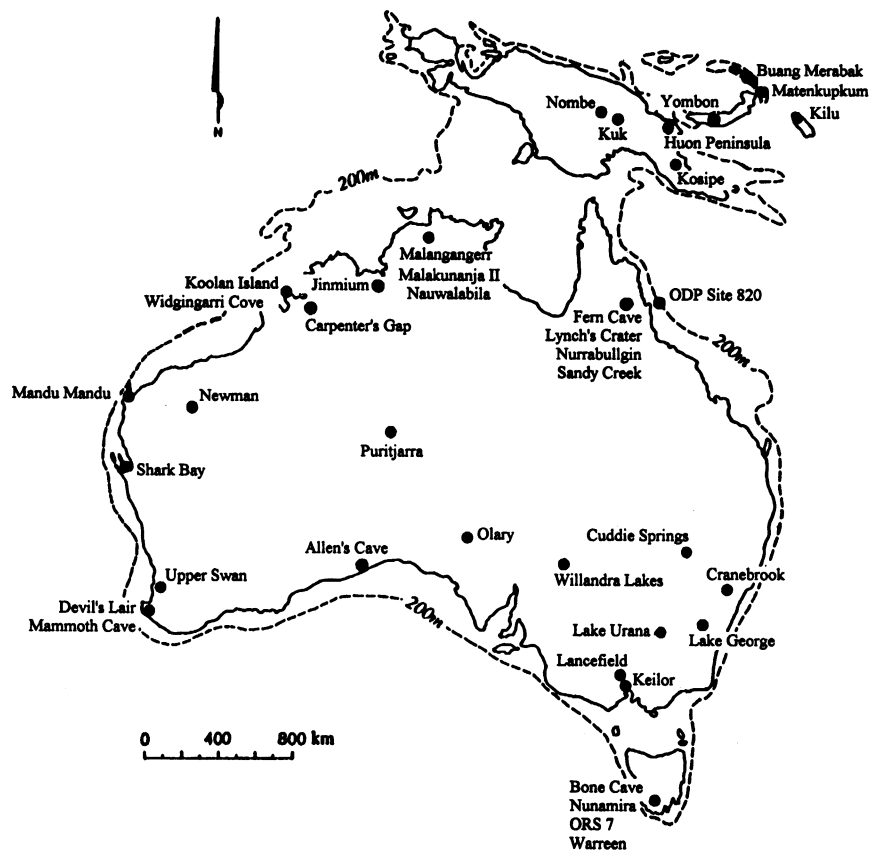 Buang Merabak
Matenkupkum
Nombe
Yombon
Kilu
Kuk
Huon Peninsula
Kosipe
N
200m
Malangangerr
Malakunanja II
Nauwalabila
Koolan Island
Widgingarri Cove
Jinmium
Carpenter's Gap
ODP Site 820
Fern Cave
Lynch's Crater
Nurrabullgin
Sandy Creek
200m
Mandu Mandu
Newman
Puritjarra
Shark Bay
Olary
Cuddie Springs
Allen's Cave
Willandra Lakes
Cranebrook
Upper Swan
Devil's Lair
Mammoth Cave
200m
Lake Urana
Lake George
Lancefield
Keilor
0 400 800 km
Bone Cave
Nunamira
ORS 7
Warreen